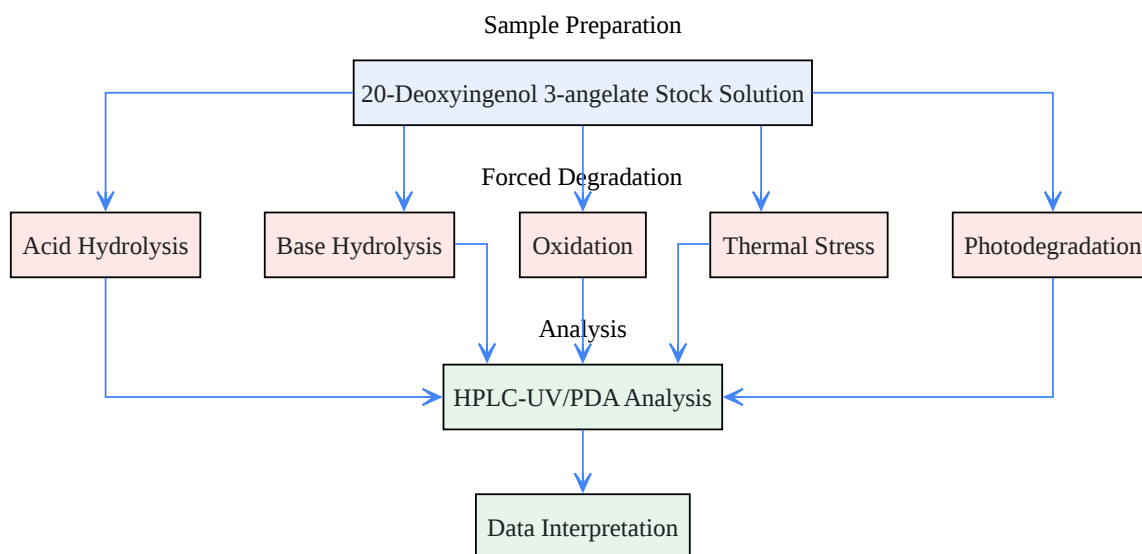 Sample Preparation
20-Deoxyingenol 3-angelate Stock Solution
Forced Degradation
Acid Hydrolysis
Base Hydrolysis
Oxidation
Thermal Stress
Photodegradation
Analysis
HPLC-UV/PDA Analysis
Data Interpretation